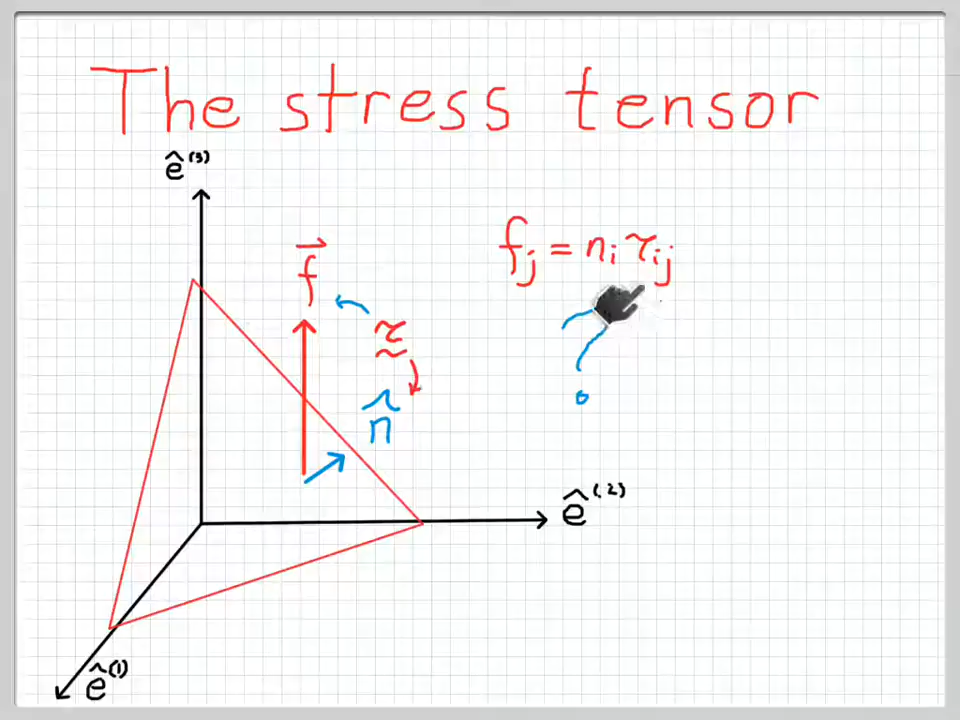 The stress tensor
ê⁽³⁾
f⃗
f_j = n_i τ_ij
τ̰
n̂
ê⁽²⁾
ê⁽¹⁾